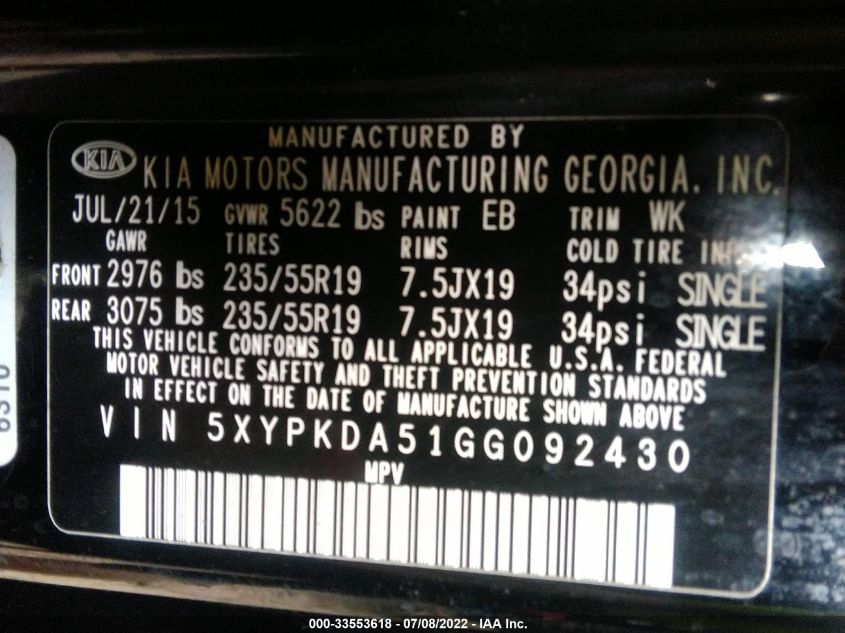 MANUFACTURED BY
KIA KIA MOTORS MANUFACTURING GEORGIA, INC.
JUL/21/15 GVWR 5622 lbs PAINT EB TRIM WK
GAWR TIRES RIMS COLD TIRE
FRONT 2976 lbs 235/55R19 7.5JX19 34psi SINGLE
REAR 3075 lbs 235/55R19 7.5JX19 34psi SINGLE
THIS VEHICLE CONFORMS TO ALL APPLICABLE U.S.A. FEDERAL
MOTOR VEHICLE SAFETY AND THEFT PREVENTION STANDARDS
IN EFFECT ON THE DATE OF MANUFACTURE SHOWN ABOVE
VIN 5XYPKDA51GG092430
MPV
000-33553618 - 07/08/2022 - IAA Inc.